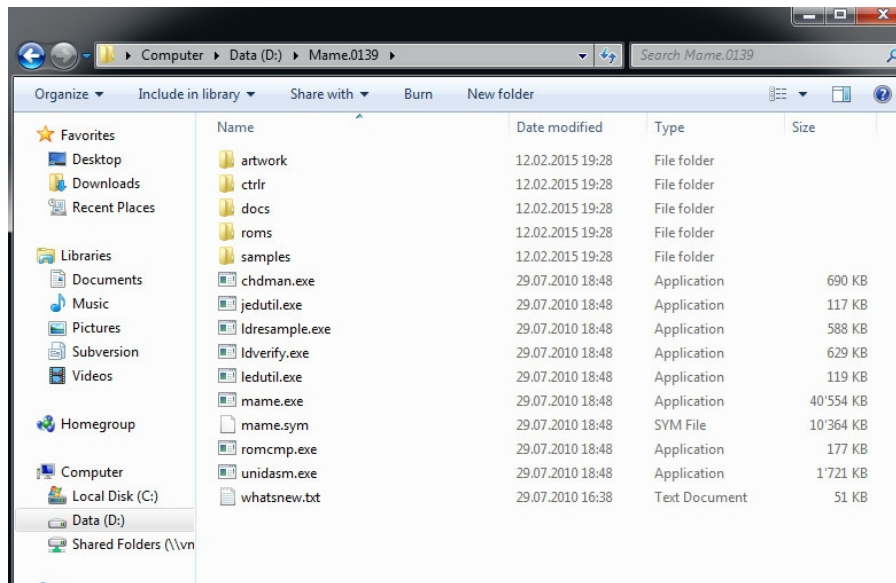 Computer Data (D:) Mame.0139 Search Mame.0139
Organize Include in library Share with Burn New folder
Favorites
Desktop
Downloads
Recent Places
Libraries
Documents
Music
Pictures
Subversion
Videos
Homegroup
Computer
Local Disk (C:)
Data (D:)
Shared Folders (\\vn
Name Date modified Type Size
artwork 12.02.2015 19:28 File folder
ctrlr 12.02.2015 19:28 File folder
docs 12.02.2015 19:28 File folder
roms 12.02.2015 19:28 File folder
samples 12.02.2015 19:28 File folder
chdman.exe 29.07.2010 18:48 Application 690 KB
jedutil.exe 29.07.2010 18:48 Application 117 KB
ldresample.exe 29.07.2010 18:48 Application 588 KB
ldverify.exe 29.07.2010 18:48 Application 629 KB
ledutil.exe 29.07.2010 18:48 Application 119 KB
mame.exe 29.07.2010 18:48 Application 40'554 KB
mame.sym 29.07.2010 18:48 SYM File 10'364 KB
romcmp.exe 29.07.2010 18:48 Application 177 KB
unidasm.exe 29.07.2010 18:48 Application 1'721 KB
whatsnew.txt 29.07.2010 16:38 Text Document 51 KB